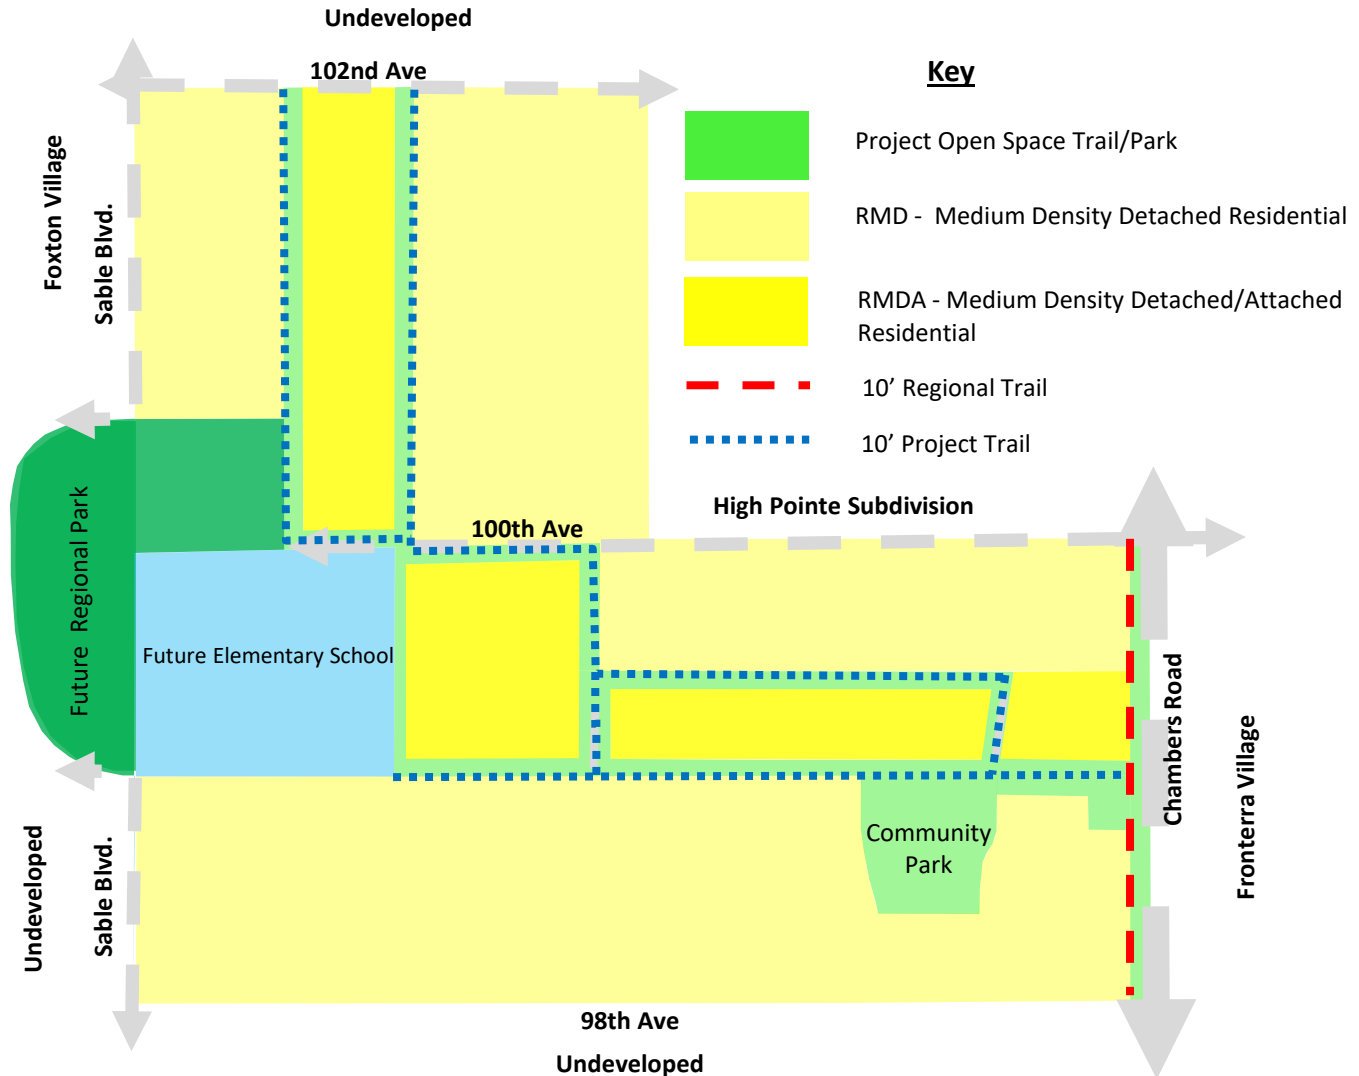 Undeveloped
102nd Ave
Key
Project Open Space Trail/Park
Foxton Village
Sable Blvd.
RMD - Medium Density Detached Residential
RMDA - Medium Density Detached/Attached
Residential
10’ Regional Trail
10’ Project Trail
High Pointe Subdivision
100th Ave
Future Regional Park
Future Elementary School
Chambers Road
Fronterra Village
Community
Park
Undeveloped
Sable Blvd.
98th Ave
Undeveloped